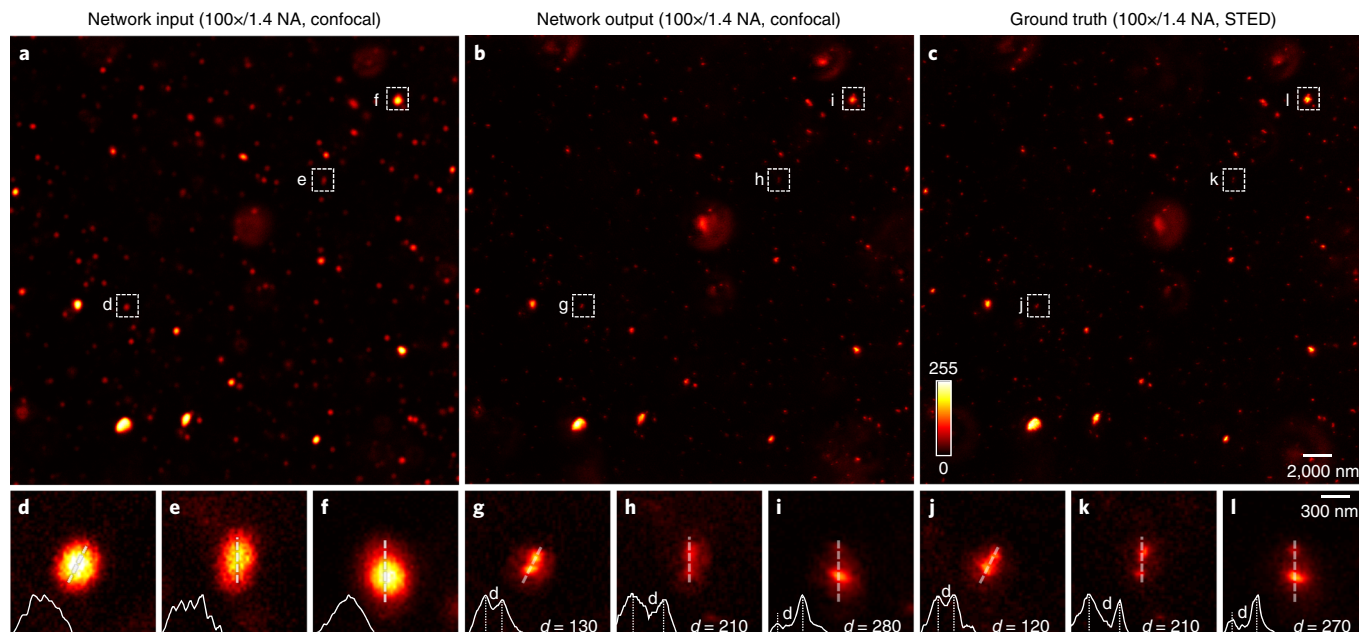 Network input (100×/1.4 NA, confocal)
Network output (100×/1.4 NA, confocal)
Ground truth (100×/1.4 NA, STED)
a
b
c
f
i
l
e
h
k
d
g
j
255
0
2,000 nm
d
e
f
g
h
i
j
k
l
300 nm
d
d
d
d
d
d
d = 130
d = 210
d = 280
d = 120
d = 210
d = 270